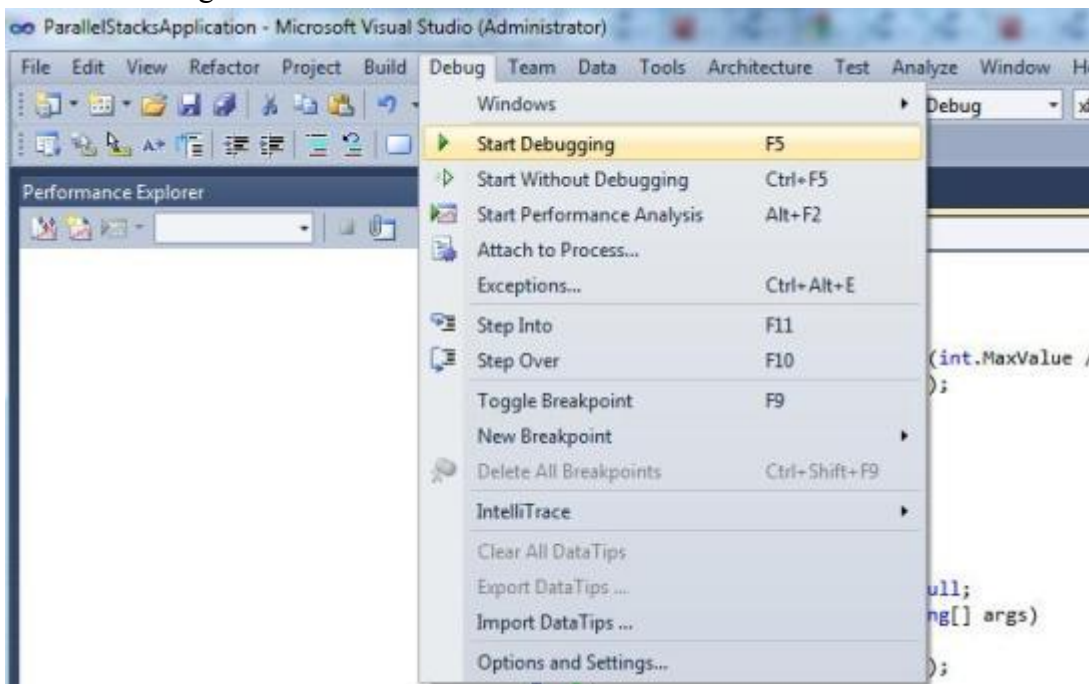 ParallelStacksApplication - Microsoft Visual Studio (Administrator)
File Edit View Refactor Project Build Debug Team Data Tools Architecture Test Analyze Window
Windows
Debug
Start Debugging F5
Performance Explorer
Start Without Debugging Ctrl+F5
Start Performance Analysis Alt+F2
Attach to Process...
Exceptions... Ctrl+Alt+E
Step Into F11
Step Over F10
(int.MaxValue /
);
Toggle Breakpoint F9
New Breakpoint
Delete All Breakpoints Ctrl+Shift+F9
IntelliTrace
Clear All DataTips
Export DataTips ...
ull;
Import DataTips ...
ng[] args)
Options and Settings...
);